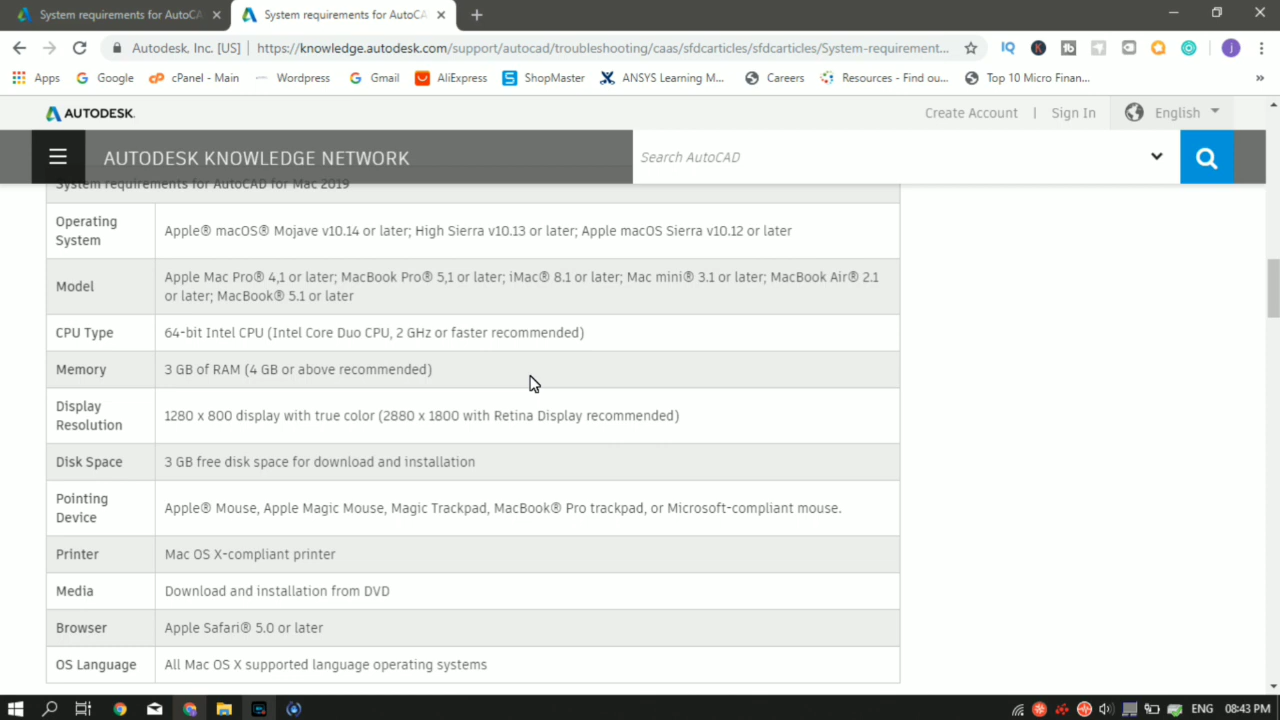 System requirements for AutoCA
System requirements for AutoCA
Autodesk, Inc. [US]
https://knowledge.autodesk.com/support/autocad/troubleshooting/caas/sfdcarticles/sfdcarticles/System-requirement...
IQ
K
j
Apps
Google
cP
cPanel - Main
Wordpress
G Gmail
AliExpress
S ShopMaster
ANSYS Learning M...
Careers
Resources - Find ou...
Top 10 Micro Finan...
»
AUTODESK.
Create Account | Sign In
English
AUTODESK KNOWLEDGE NETWORK
Search AutoCAD
System requirements for AutoCAD for Mac 2019
Operating
System
Apple® macOS® Mojave v10.14 or later; High Sierra v10.13 or later; Apple macOS Sierra v10.12 or later
Model
Apple Mac Pro® 4,1 or later; MacBook Pro® 5,1 or later; iMac® 8.1 or later; Mac mini® 3.1 or later; MacBook Air® 2.1
or later; MacBook® 5.1 or later
CPU Type
64-bit Intel CPU (Intel Core Duo CPU, 2 GHz or faster recommended)
Memory
3 GB of RAM (4 GB or above recommended)
Display
Resolution
1280 x 800 display with true color (2880 x 1800 with Retina Display recommended)
Disk Space
3 GB free disk space for download and installation
Pointing
Device
Apple® Mouse, Apple Magic Mouse, Magic Trackpad, MacBook® Pro trackpad, or Microsoft-compliant mouse.
Printer
Mac OS X-compliant printer
Media
Download and installation from DVD
Browser
Apple Safari® 5.0 or later
OS Language
All Mac OS X supported language operating systems
ENG
08:43 PM